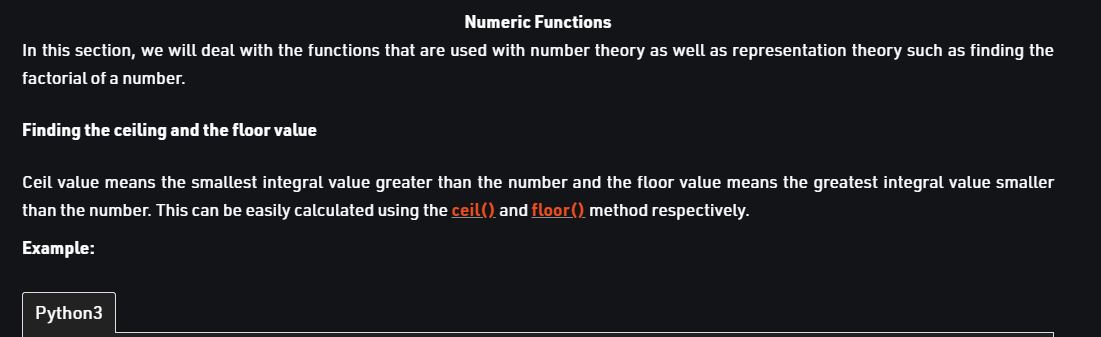 Numeric Functions
In this section, we will deal with the functions that are used with number theory as well as representation theory such as finding the
factorial of a number.
Finding the ceiling and the floor value
Ceil value means the smallest integral value greater than the number and the floor value means the greatest integral value smaller
than the number. This can be easily calculated using the ceil() and floor() method respectively.
Example:
Python3